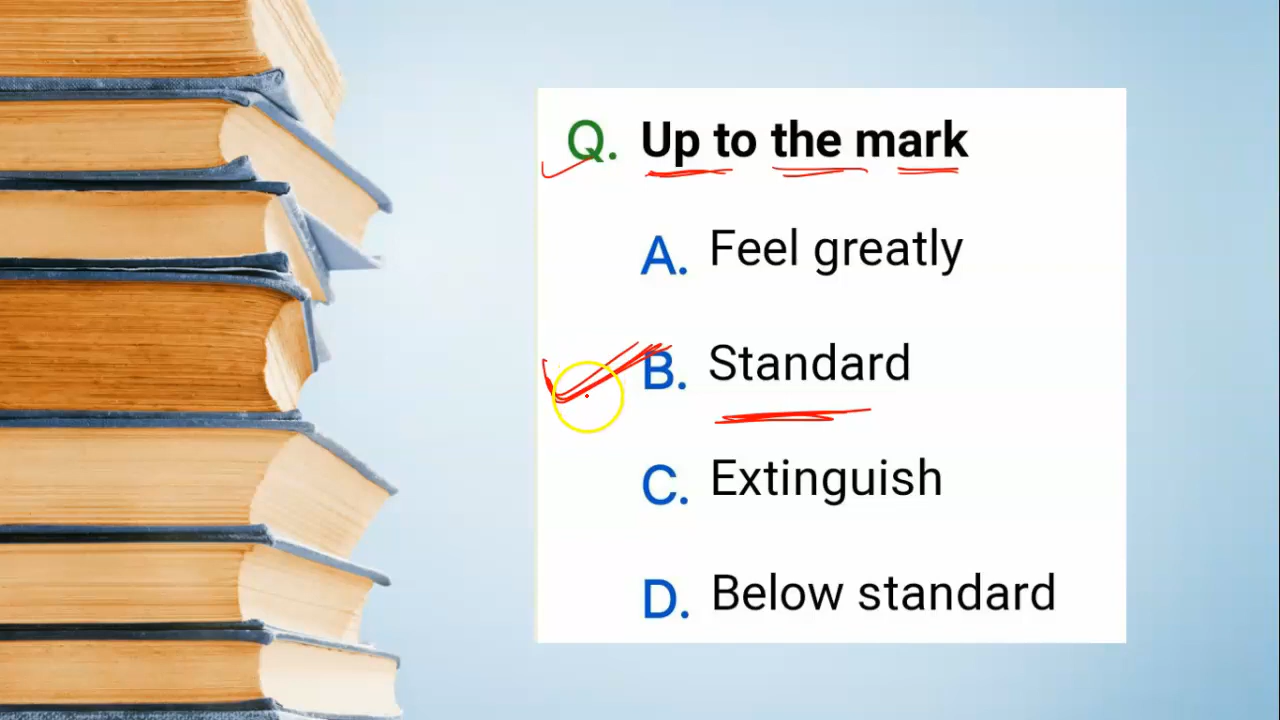 Q. Up to the mark
A. Feel greatly
B. Standard
C. Extinguish
D. Below standard